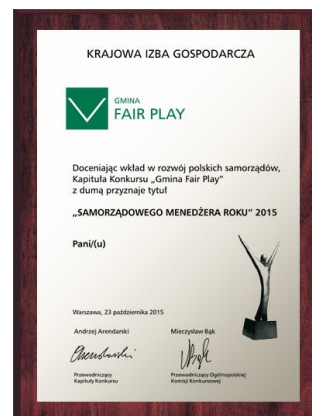 KRAJOWA IZBA GOSPODARCZA
GMINA
FAIR PLAY
Doceniając wkład w rozwój polskich samorządów,
Kapituła Konkursu „Gmina Fair Play”
z dumą przyznaje tytuł
„SAMORZĄDOWEGO MENEDŻERA ROKU” 2015
Pani/(u)
Warszawa, 23 października 2015
Andrzej Arendarski Mieczysław Bąk
Przewodniczący Przewodniczący Ogólnopolskiej
Kapituły Konkursu Komisji Konkursowej